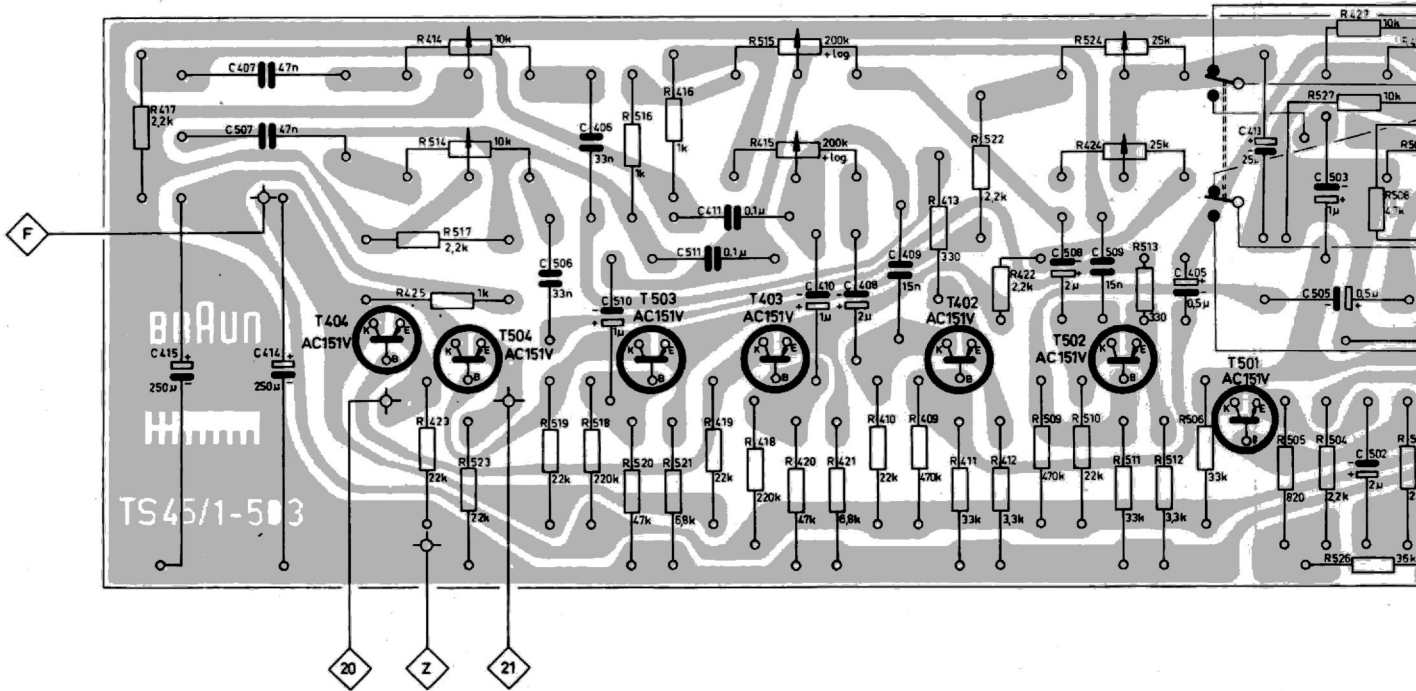 R427
10k
R414
10k
R515
200k
+log.
R524
25k
C407
47n
R417
2,2k
R416
1k
R516
1k
R527
10k
C507
47n
R514
10k
C406
33n
R415
200k
+log.
R522
2,2k
R424
25k
C413
25µ
C503
1µ
R413
330
C411
0,1µ
F
R517
2,2k
C511
0,1µ
C409
15n
C508
2µ
C509
15n
R513
330
C506
33n
R422
2,2k
C405
0,5µ
R425
1k
C510
1µ
T503
AC151V
T403
AC151V
C410
1µ
C408
2µ
T402
AC151V
C505
0,5µ
BRAUN
T404
AC151V
T504
AC151V
T502
AC151V
K E B
K E B
K E B
K E B
K E B
K E B
K E B
C415
250µ
C414
250µ
T501
AC151V
R423
22k
R519
22k
R518
220k
R419
22k
R418
220k
R410
22k
R409
470k
R509
470k
R510
22k
R506
33k
R523
22k
R520
47k
R521
6,8k
R420
47k
R421
6,8k
R411
33k
R412
3,3k
R511
33k
R512
3,3k
R505
820
R504
2,2k
C502
2µ
TS45/1-503
R526
36k
20
Z
21